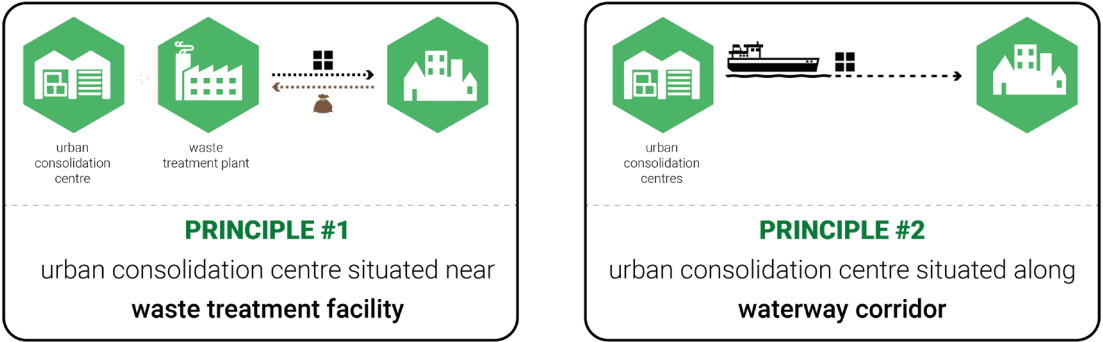 urban
consolidation
centre
waste
treatment plant
PRINCIPLE #1
urban consolidation centre situated near
waste treatment facility
urban
consolidation
centres
PRINCIPLE #2
urban consolidation centre situated along
waterway corridor